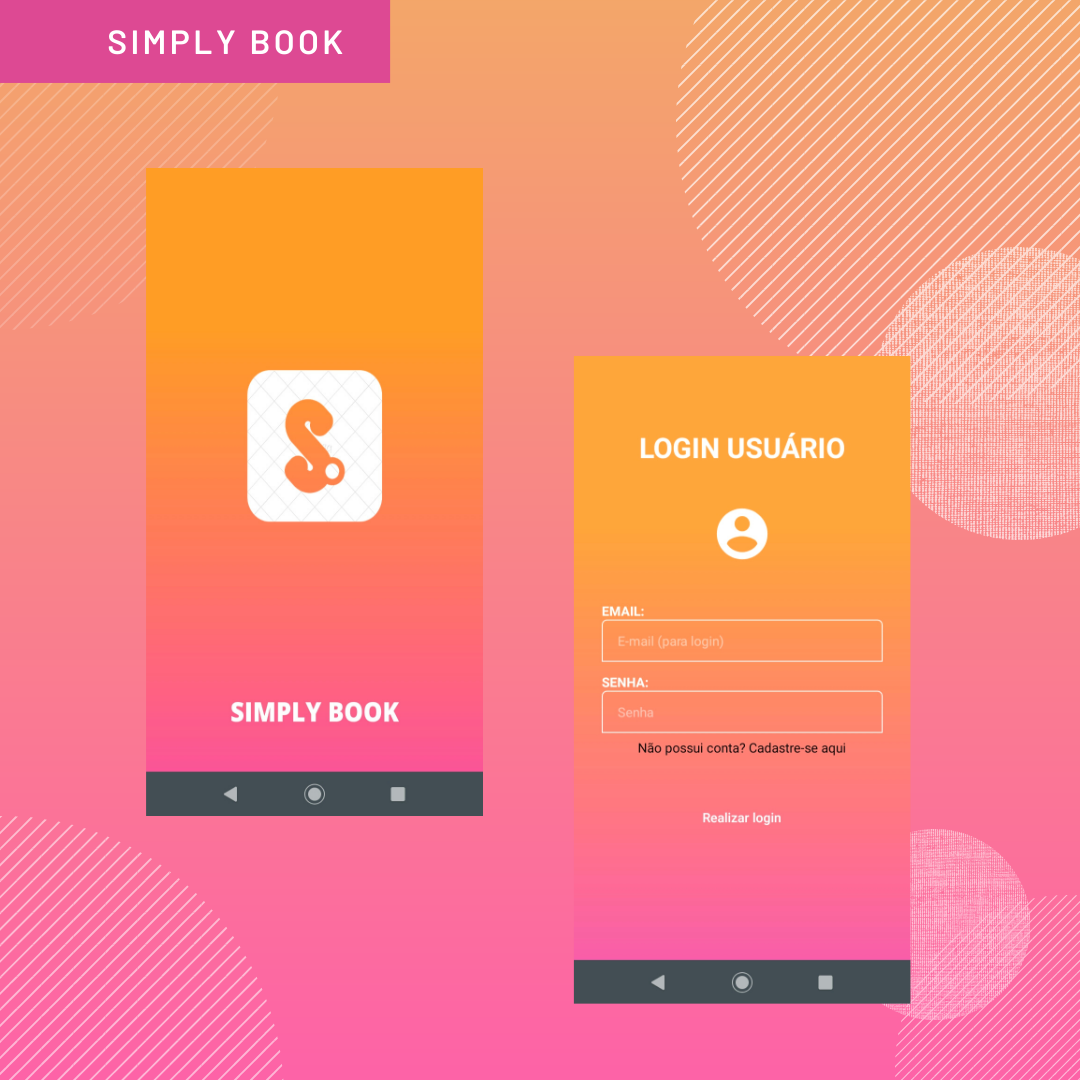 SIMPLY BOOK
S
SIMPLY BOOK
LOGIN USUÁRIO
EMAIL:
E-mail (para login)
SENHA:
Senha
Não possui conta? Cadastre-se aqui
Realizar login